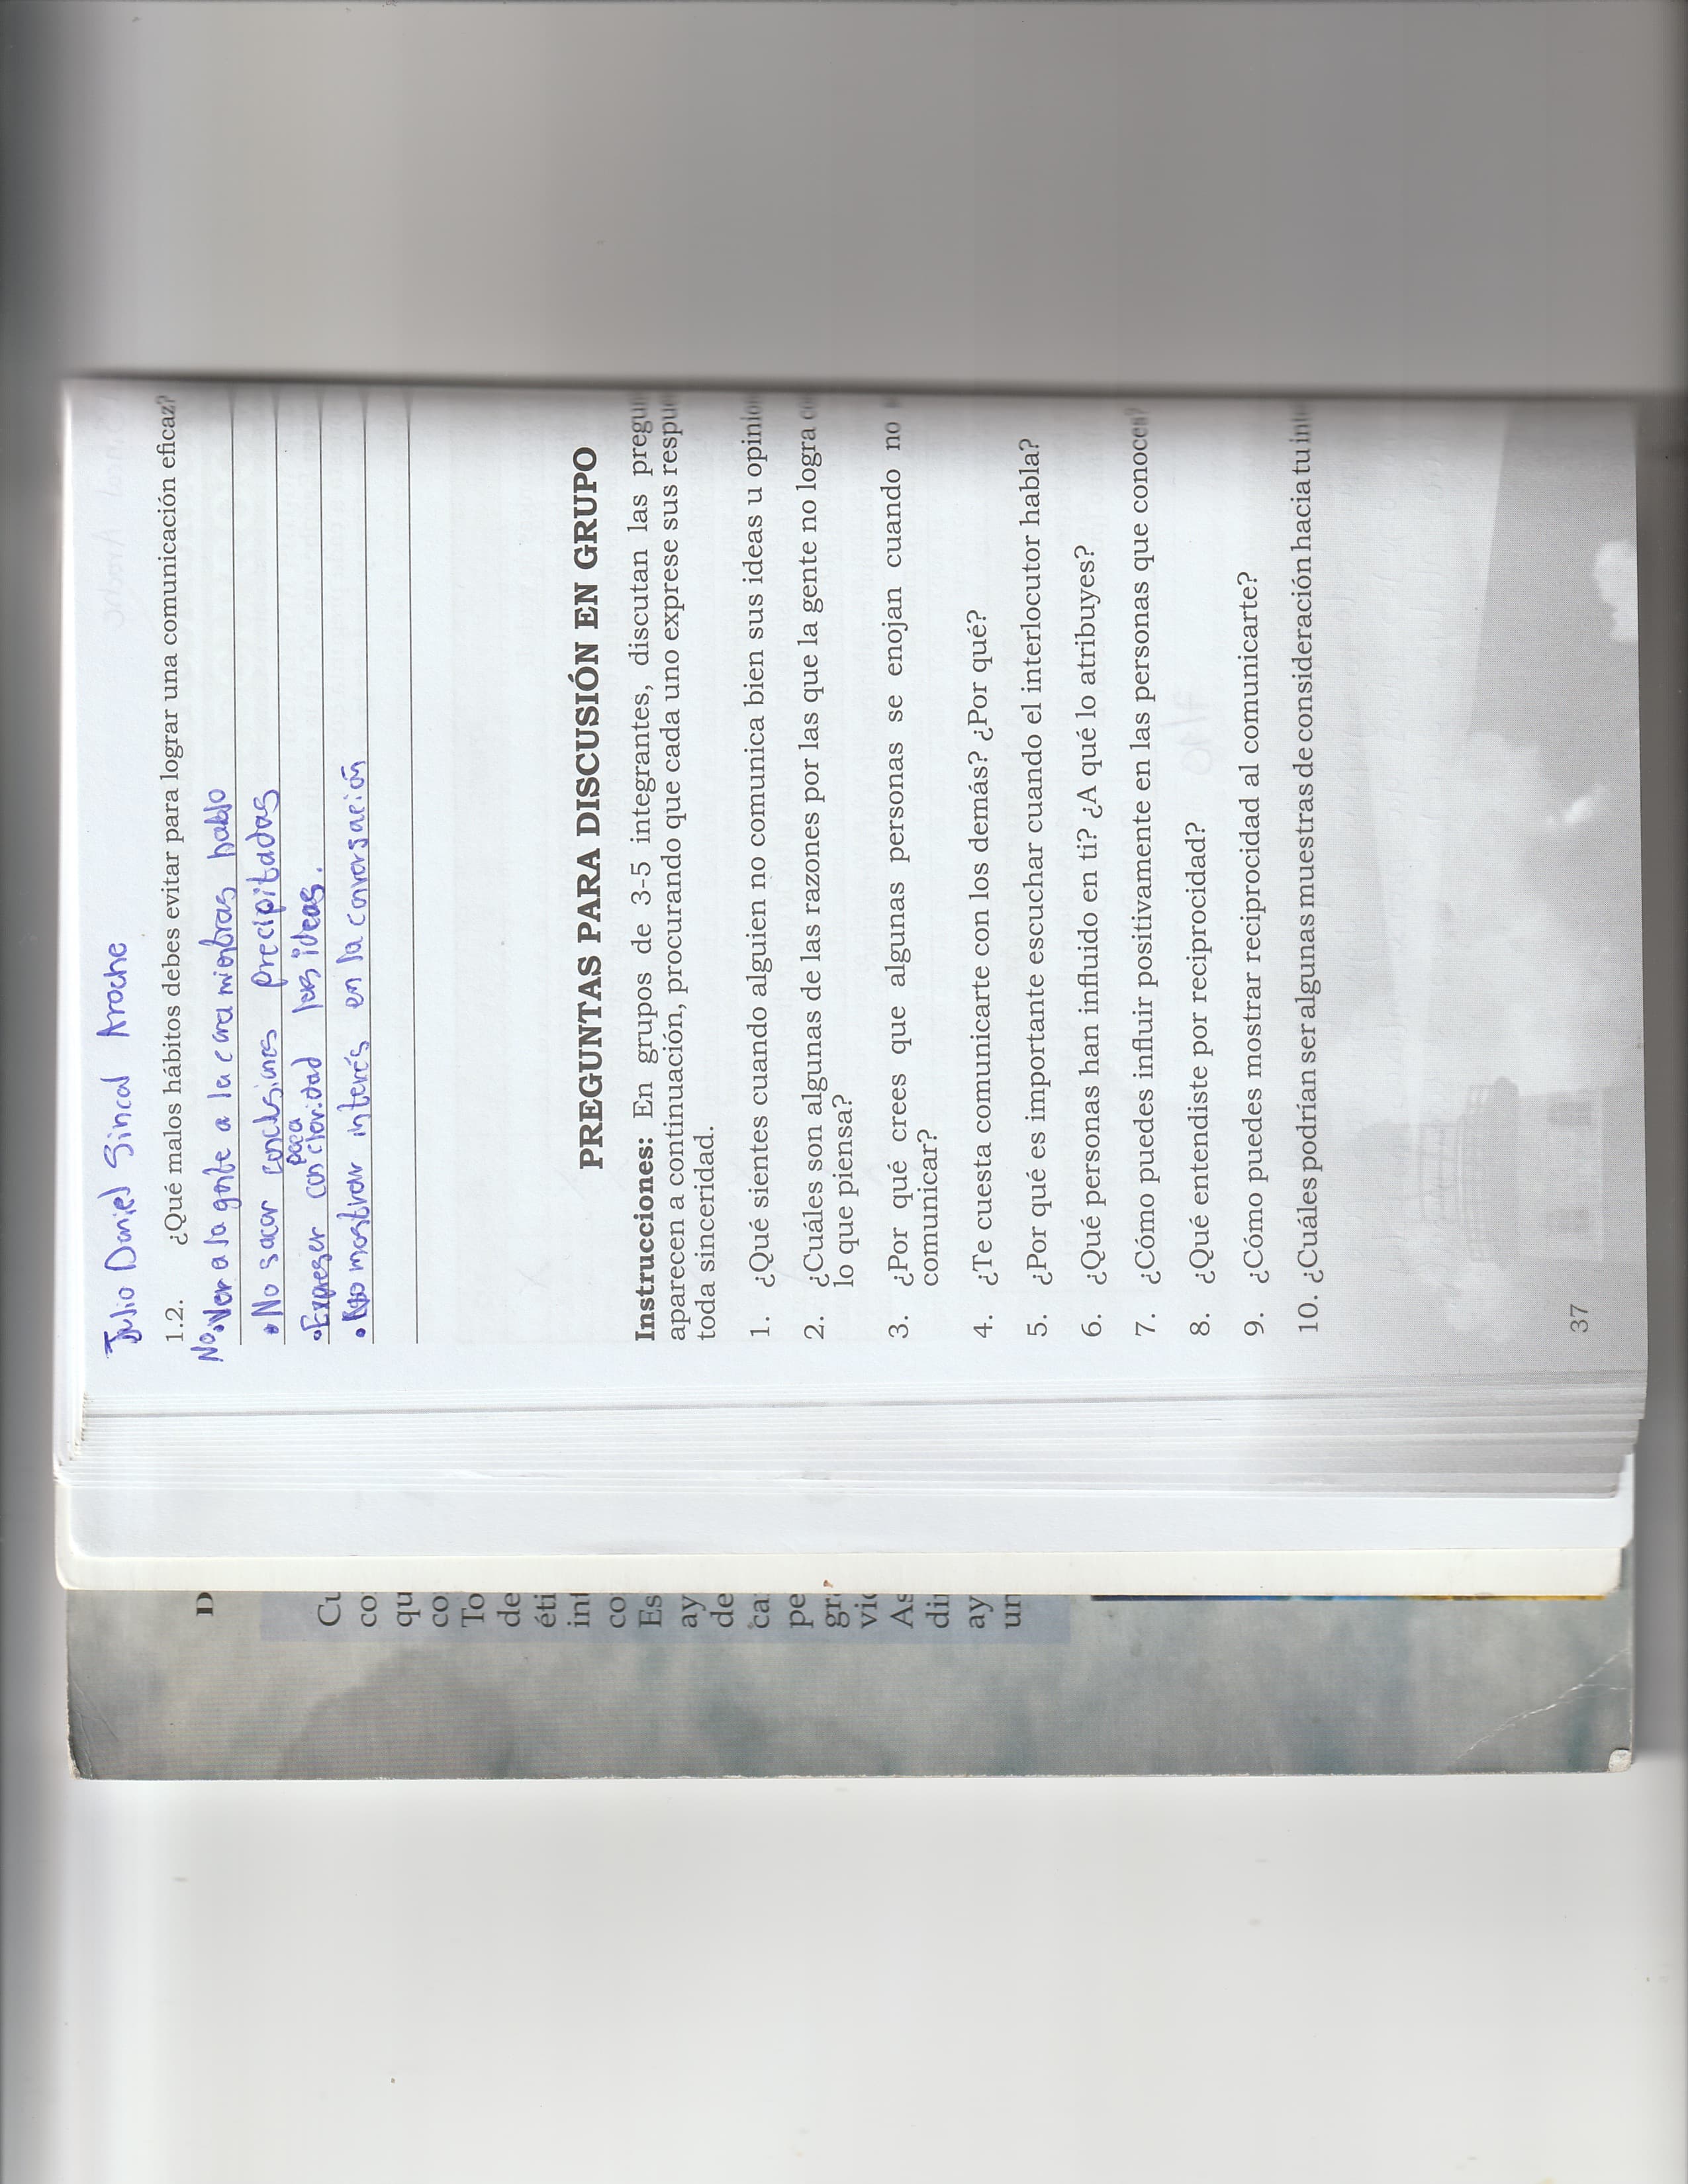 Julio Daniel Sincal Aroche
1.2. ¿Qué malos hábitos debes evitar para lograr una comunicación eficaz?
No • Ver a la gente a la cara mientras hablo
• No sacar conclusiones precipitadas
poca
• Expreser con claridad las ideas.
• No mostrar interés en la conversación
PREGUNTAS PARA DISCUSIÓN EN GRUPO
Instrucciones: En grupos de 3-5 integrantes, discutan las pregun
aparecen a continuación, procurando que cada uno exprese sus respue
toda sinceridad.
1. ¿Qué sientes cuando alguien no comunica bien sus ideas u opinio
2. ¿Cuáles son algunas de las razones por las que la gente no logra co
lo que piensa?
3. ¿Por qué crees que algunas personas se enojan cuando no
comunicar?
4. ¿Te cuesta comunicarte con los demás? ¿Por qué?
5. ¿Por qué es importante escuchar cuando el interlocutor habla?
6. ¿Qué personas han influido en ti? ¿A qué lo atribuyes?
7. ¿Cómo puedes influir positivamente en las personas que conoces?
8. ¿Qué entendiste por reciprocidad?
9. ¿Cómo puedes mostrar reciprocidad al comunicarte?
10. ¿Cuáles podrían ser algunas muestras de consideración hacia tu in
37
D
Cu
co
qu
co
To
de
éti
int
co
Es
ay
de
ca
pe
gr
vi
As
di
ay
un